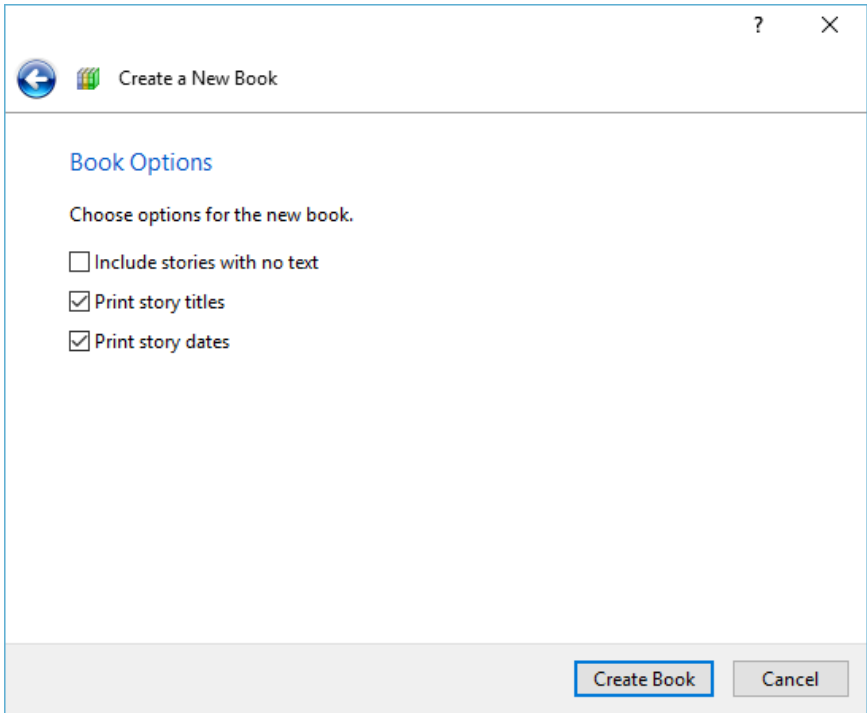 ?
Create a New Book
Book Options
Choose options for the new book.
Include stories with no text
Print story titles
Print story dates
Create Book
Cancel